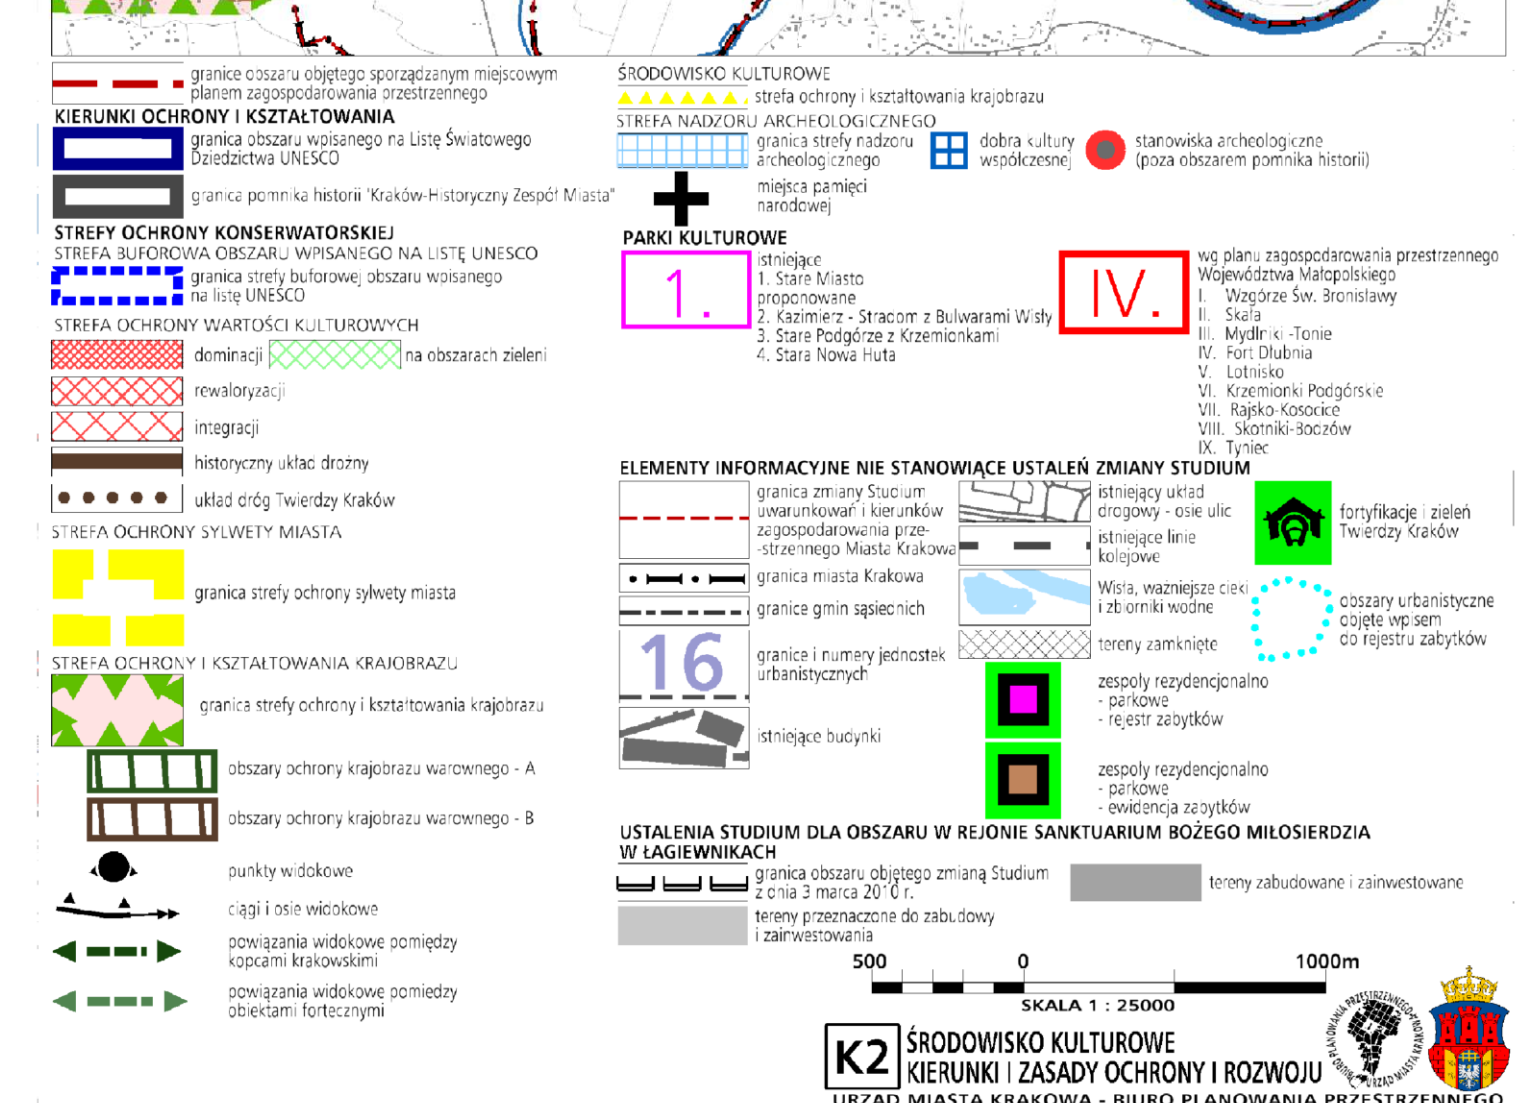 granice obszaru objętego sporządzanym miejscowym
planem zagospodarowania przestrzennego
KIERUNKI OCHRONY I KSZTAŁTOWANIA
granica obszaru wpisanego na Listę Światowego
Dziedzictwa UNESCO
granica pomnika historii "Kraków-Historyczny Zespół Miasta"
STREFY OCHRONY KONSERWATORSKIEJ
STREFA BUFOROWA OBSZARU WPISANEGO NA LISTĘ UNESCO
granica strefy buforowej obszaru wpisanego
na listę UNESCO
STREFA OCHRONY WARTOŚCI KULTUROWYCH
dominacji
na obszarach zieleni
rewaloryzacji
integracji
historyczny układ drożny
układ dróg Twierdzy Kraków
STREFA OCHRONY SYLWETY MIASTA
granica strefy ochrony sylwety miasta
STREFA OCHRONY I KSZTAŁTOWANIA KRAJOBRAZU
granica strefy ochrony i kształtowania krajobrazu
obszary ochrony krajobrazu warownego - A
obszary ochrony krajobrazu warownego - B
punkty widokowe
ciągi i osie widokowe
powiązania widokowe pomiędzy
kopcami krakowskimi
powiązania widokowe pomiedzy
obiektami fortecznymi
ŚRODOWISKO KULTUROWE
strefa ochrony i kształtowania krajobrazu
STREFA NADZORU ARCHEOLOGICZNEGO
granica strefy nadzoru
archeologicznego
dobra kultury
współczesnej
stanowiska archeologiczne
(poza obszarem pomnika historii)
miejsca pamięci
narodowej
PARKI KULTUROWE
1.
istniejące
1. Stare Miasto
proponowane
2. Kazimierz - Stradom z Bulwarami Wisły
3. Stare Podgórze z Krzemionkami
4. Stara Nowa Huta
IV.
wg planu zagospodarowania przestrzennego
Województwa Małopolskiego
I. Wzgórze Św. Bronisławy
II. Skała
III. Mydlniki -Tonie
IV. Fort Dłubnia
V. Lotnisko
VI. Krzemionki Podgórskie
VII. Rajsko-Kosocice
VIII. Skotniki-Bodzów
IX. Tyniec
ELEMENTY INFORMACYJNE NIE STANOWIĄCE USTALEŃ ZMIANY STUDIUM
granica zmiany Studium
uwarunkowań i kierunków
zagospodarowania prze-
-strzennego Miasta Krakowa
granica miasta Krakowa
granice gmin sąsiednich
16
granice i numery jednostek
urbanistycznych
istniejące budynki
istniejący układ
drogowy - osie ulic
istniejące linie
kolejowe
Wisła, ważniejsze cieki
i zbiorniki wodne
tereny zamknięte
zespoły rezydencjonalno
- parkowe
- rejestr zabytków
zespoły rezydencjonalno
- parkowe
- ewidencja zabytków
fortyfikacje i zieleń
Twierdzy Kraków
obszary urbanistyczne
objęte wpisem
do rejestru zabytków
USTALENIA STUDIUM DLA OBSZARU W REJONIE SANKTUARIUM BOŻEGO MIŁOSIERDZIA
W ŁAGIEWNIKACH
granica obszaru objętego zmianą Studium
z dnia 3 marca 2010 r.
tereny zabudowane i zainwestowane
tereny przeznaczone do zabudowy
i zainwestowania
500 0 1000m
SKALA 1 : 25000
K2
ŚRODOWISKO KULTUROWE
KIERUNKI I ZASADY OCHRONY I ROZWOJU
BIURO PLANOWANIA PRZESTRZENNEGO
URZĄD MIASTA KRAKOWA
URZĄD MIASTA KRAKOWA - BIURO PLANOWANIA PRZESTRZENNEGO